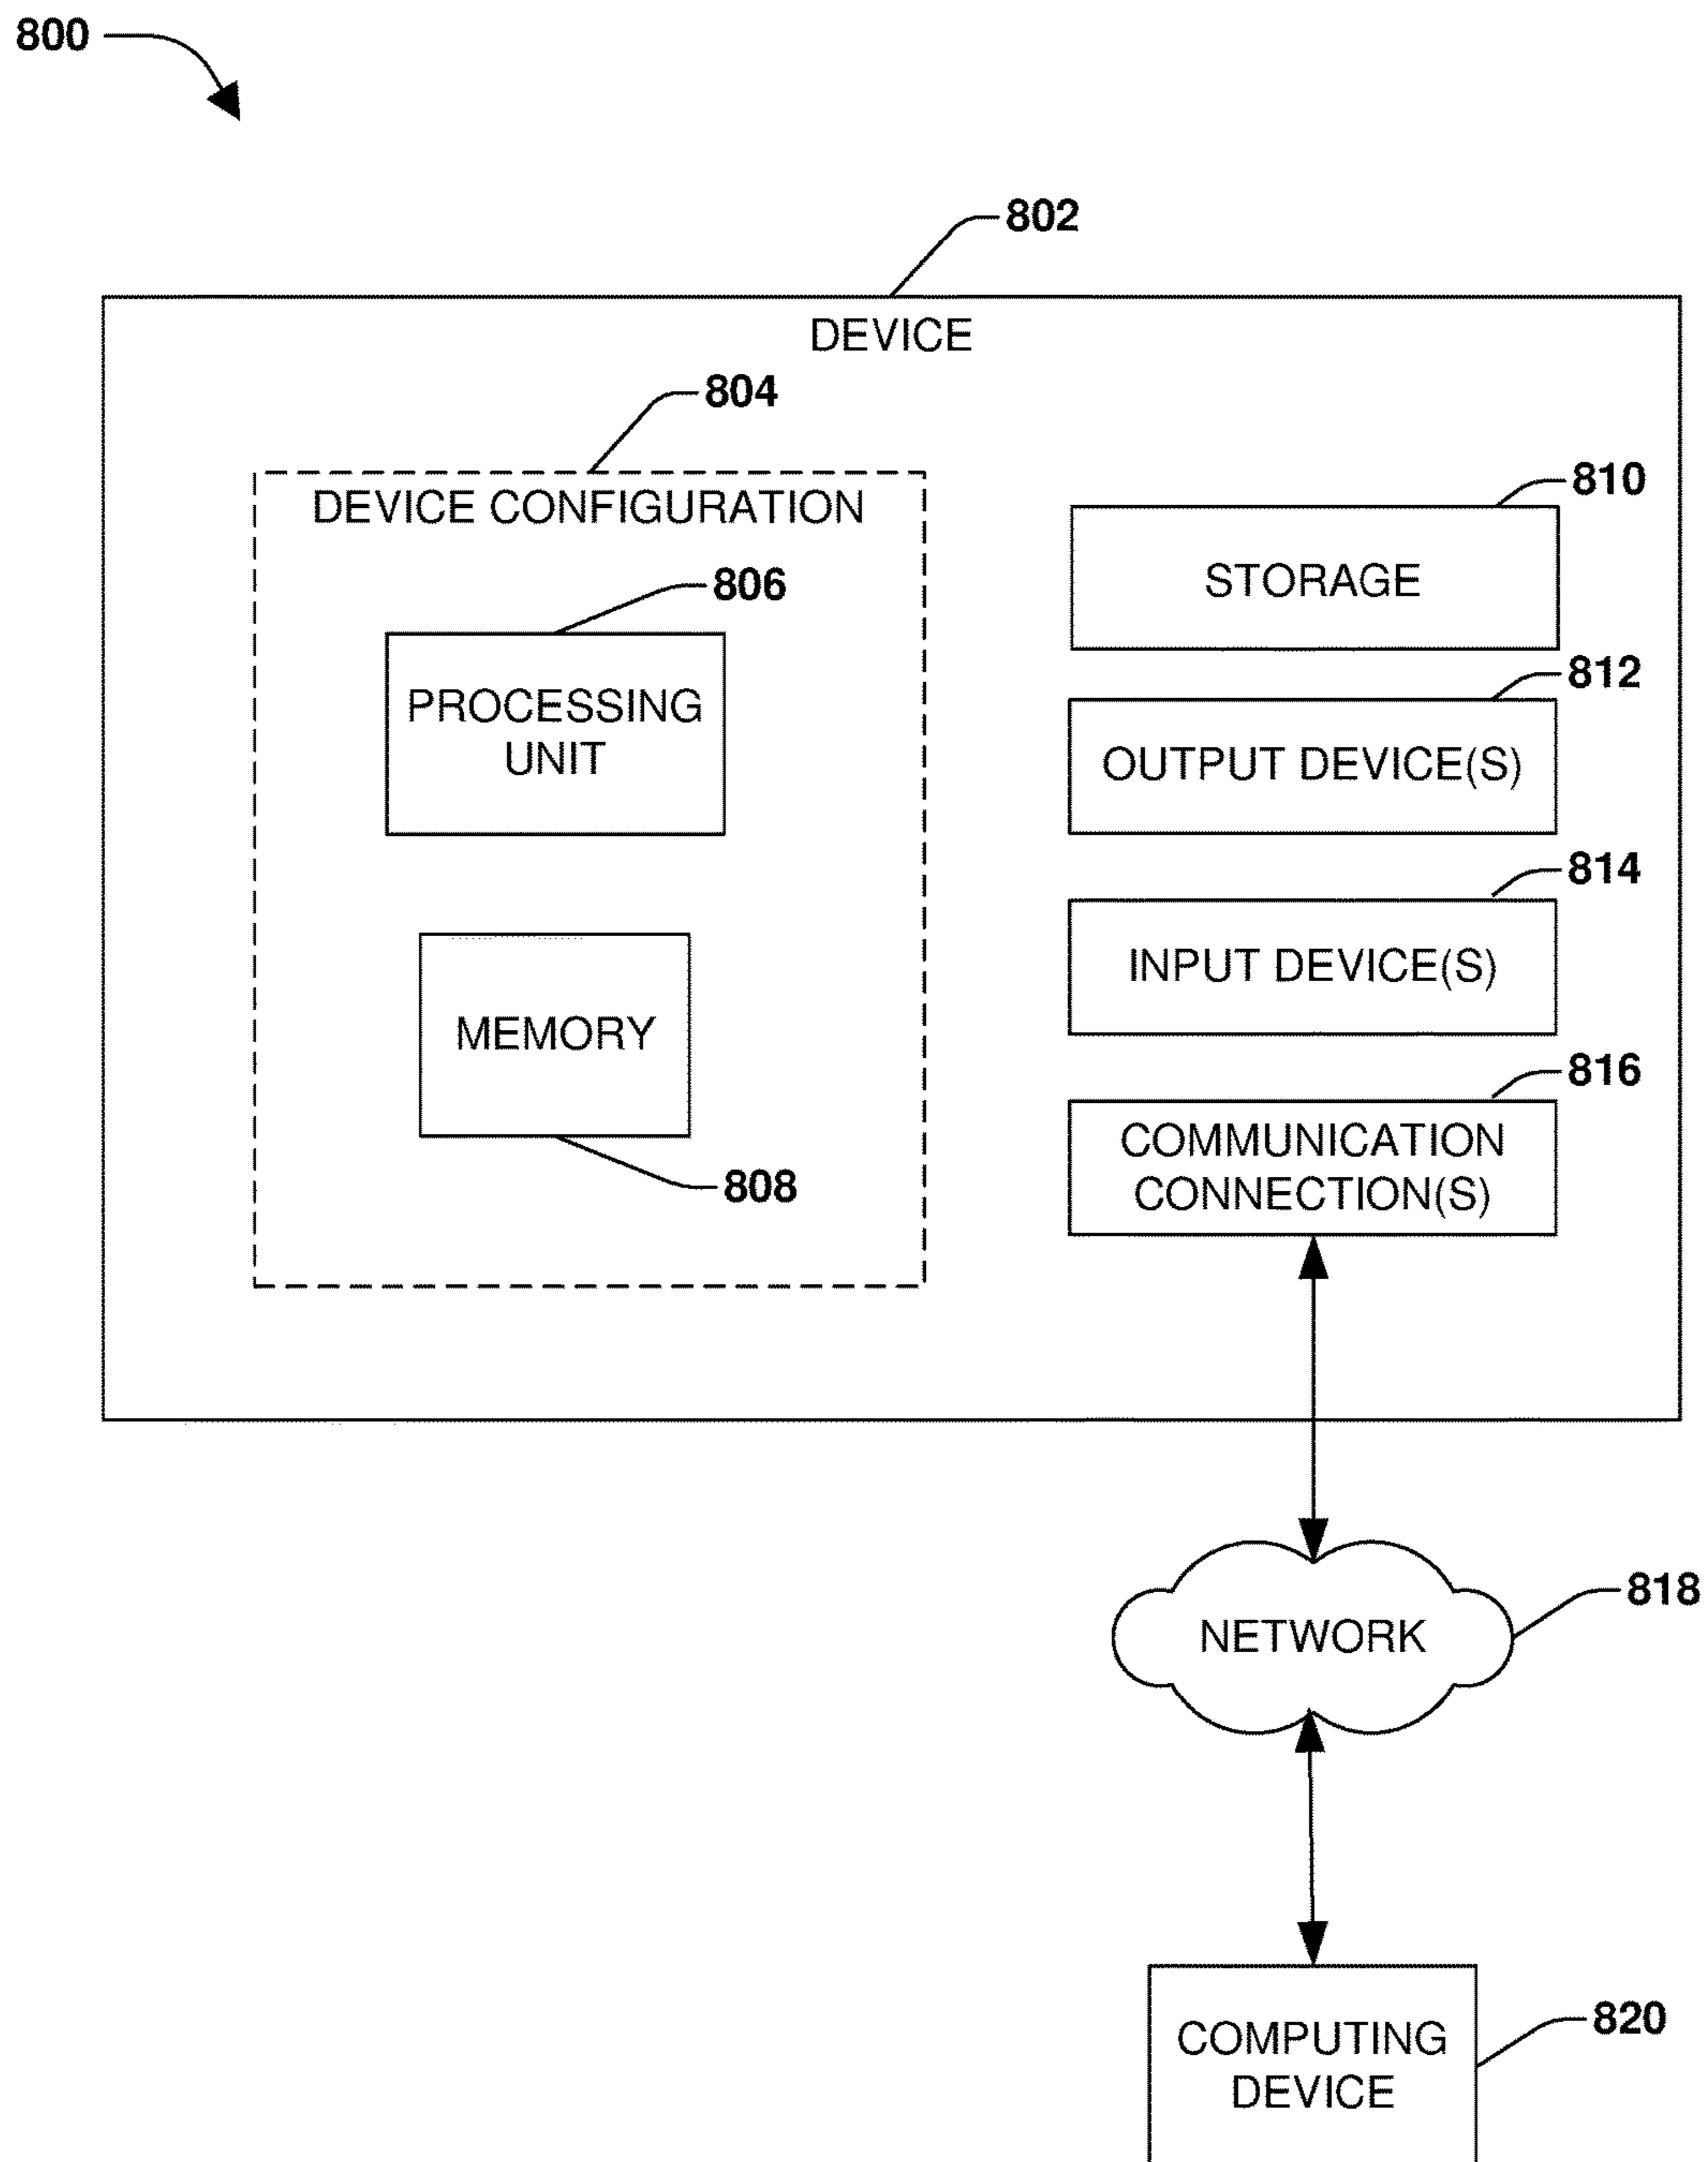 800
802
DEVICE
804
DEVICE CONFIGURATION
806
PROCESSING
UNIT
MEMORY
808
810
STORAGE
812
OUTPUT DEVICE(S)
814
INPUT DEVICE(S)
816
COMMUNICATION
CONNECTION(S)
818
NETWORK
820
COMPUTING
DEVICE